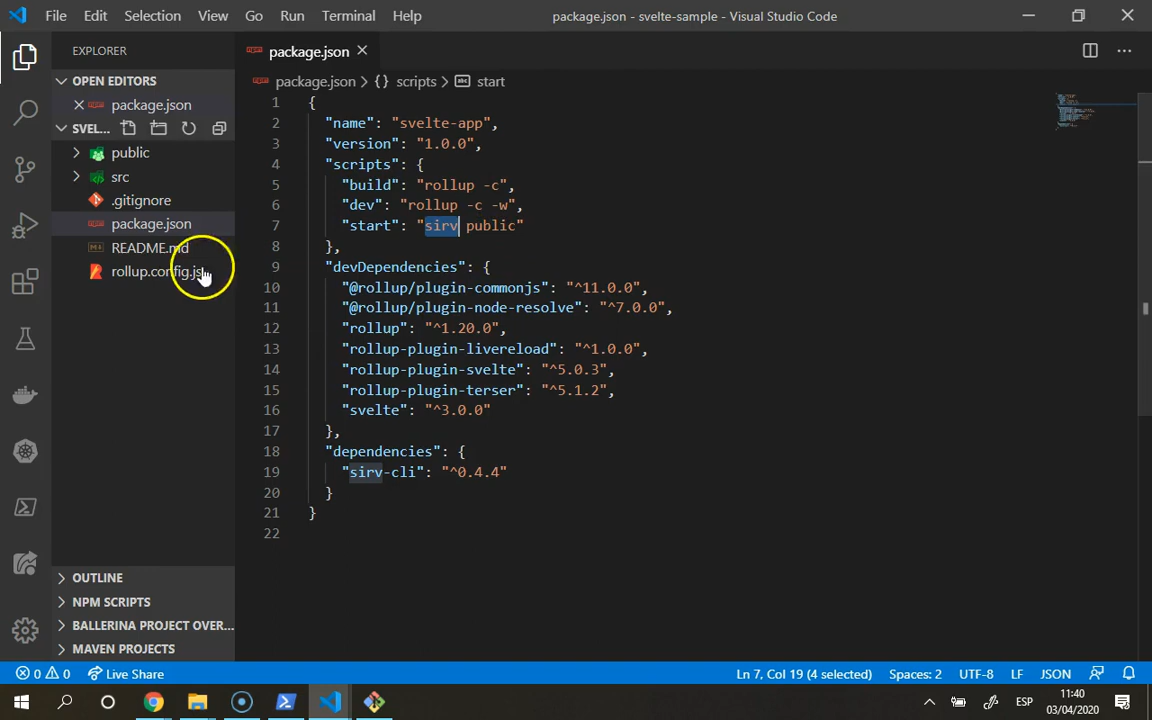 File Edit Selection View Go Run Terminal Help
package.json - svelte-sample - Visual Studio Code
EXPLORER
OPEN EDITORS
package.json
SVEL...
public
src
.gitignore
package.json
README.md
rollup.config.js
OUTLINE
NPM SCRIPTS
BALLERINA PROJECT OVER...
MAVEN PROJECTS
package.json
package.json > {} scripts > abc start
1 {
2 "name": "svelte-app",
3 "version": "1.0.0",
4 "scripts": {
5 "build": "rollup -c",
6 "dev": "rollup -c -w",
7 "start": "sirv public"
8 },
9 "devDependencies": {
10 "@rollup/plugin-commonjs": "^11.0.0",
11 "@rollup/plugin-node-resolve": "^7.0.0",
12 "rollup": "^1.20.0",
13 "rollup-plugin-livereload": "^1.0.0",
14 "rollup-plugin-svelte": "^5.0.3",
15 "rollup-plugin-terser": "^5.1.2",
16 "svelte": "^3.0.0"
17 },
18 "dependencies": {
19 "sirv-cli": "^0.4.4"
20 }
21 }
22
0 0 Live Share Ln 7, Col 19 (4 selected) Spaces: 2 UTF-8 LF JSON
ESP
11:40
03/04/2020